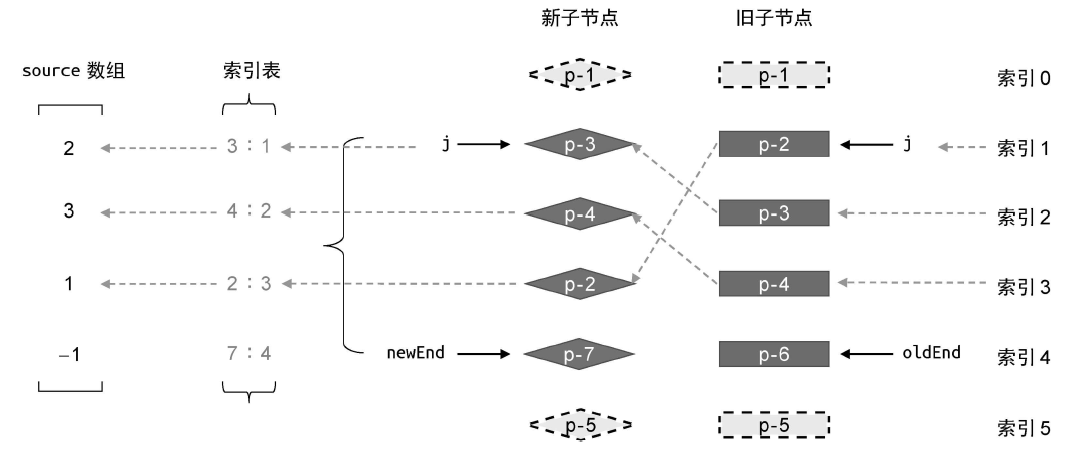 新子节点 旧子节点
source 数组 索引表 p-1 p-1 索引 0
2 3 : 1 j p-3 p-2 j 索引 1
3 4 : 2 p-4 p-3 索引 2
1 2 : 3 p-2 p-4 索引 3
−1 7 : 4 newEnd p-7 p-6 oldEnd 索引 4
p-5 p-5 索引 5